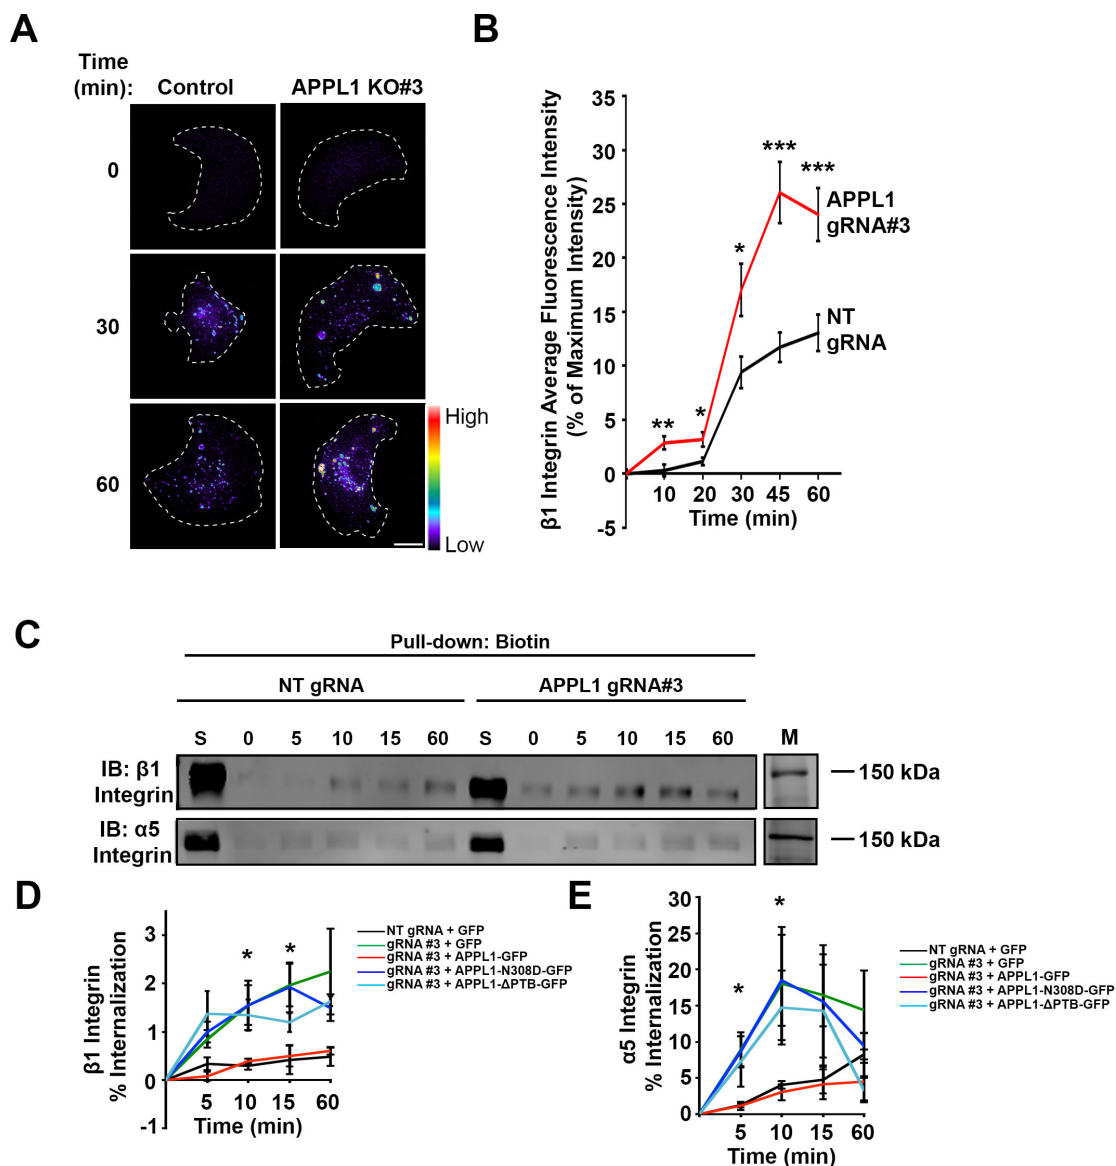 A
Time
(min):
Control
APPL1 KO#3
0
30
60
High
Low
B
β1 Integrin Average Fluorescence Intensity
(% of Maximum Intensity)
35
30
25
20
15
10
5
0
-5
***
***
*
**
*
APPL1
gRNA#3
NT
gRNA
10 20 30 45 60
Time (min)
C
Pull-down: Biotin
NT gRNA
APPL1 gRNA#3
S 0 5 10 15 60 S 0 5 10 15 60 M
IB: β1
Integrin
150 kDa
IB: α5
Integrin
150 kDa
D
β1 Integrin
% Internalization
3
2
1
0
-1
* *
5 10 15 60
Time (min)
NT gRNA + GFP
gRNA #3 + GFP
gRNA #3 + APPL1-GFP
gRNA #3 + APPL1-N308D-GFP
gRNA #3 + APPL1-ΔPTB-GFP
E
α5 Integrin
% Internalization
30
25
20
15
10
5
0
* *
5 10 15 60
Time (min)
NT gRNA + GFP
gRNA #3 + GFP
gRNA #3 + APPL1-GFP
gRNA #3 + APPL1-N308D-GFP
gRNA #3 + APPL1-ΔPTB-GFP